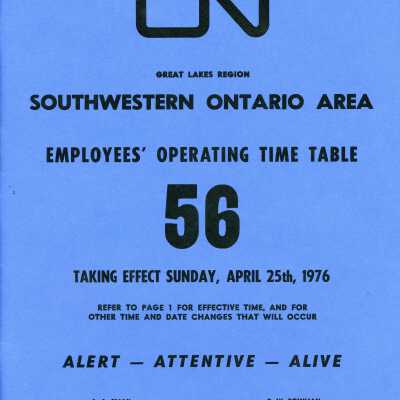 CN
GREAT LAKES REGION
SOUTHWESTERN ONTARIO AREA
EMPLOYEES' OPERATING TIME TABLE
56
TAKING EFFECT SUNDAY, APRIL 25th, 1976
REFER TO PAGE 1 FOR EFFECTIVE TIME, AND FOR
OTHER TIME AND DATE CHANGES THAT WILL OCCUR
ALERT — ATTENTIVE — ALIVE